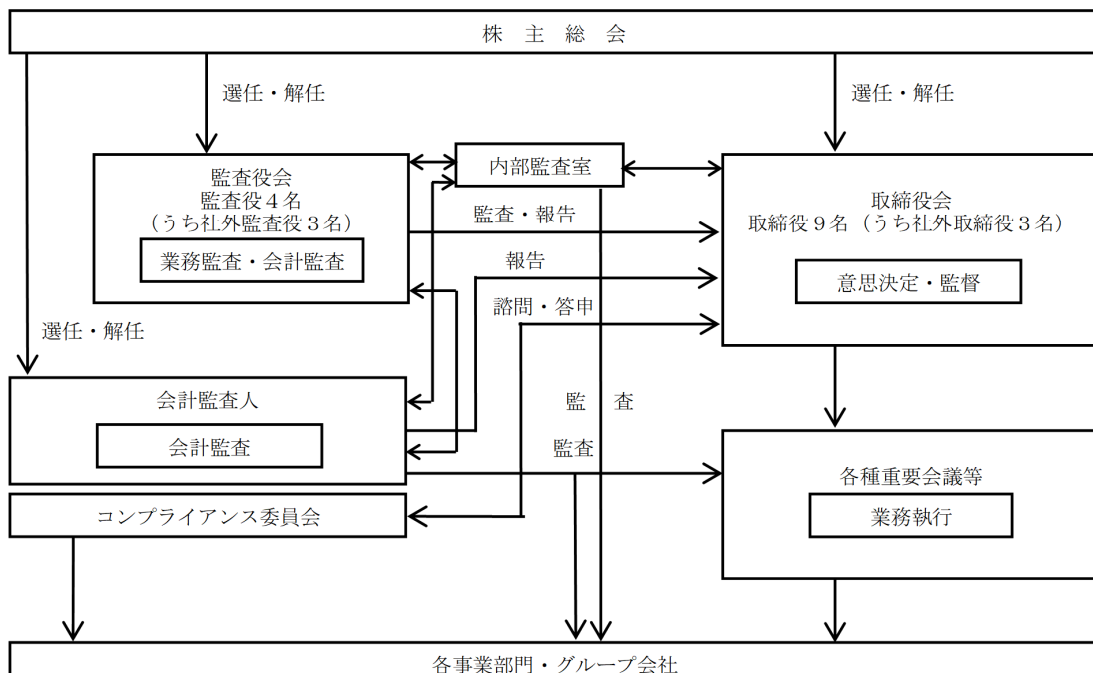 株主総会
選任・解任
選任・解任
内部監査室
監査役会
監査役４名
（うち社外監査役３名）
業務監査・会計監査
取締役会
取締役９名（うち社外取締役３名）
意思決定・監督
監査・報告
報告
諮問・答申
選任・解任
会計監査人
会計監査
監査
監査
各種重要会議等
業務執行
コンプライアンス委員会
各事業部門・グループ会社